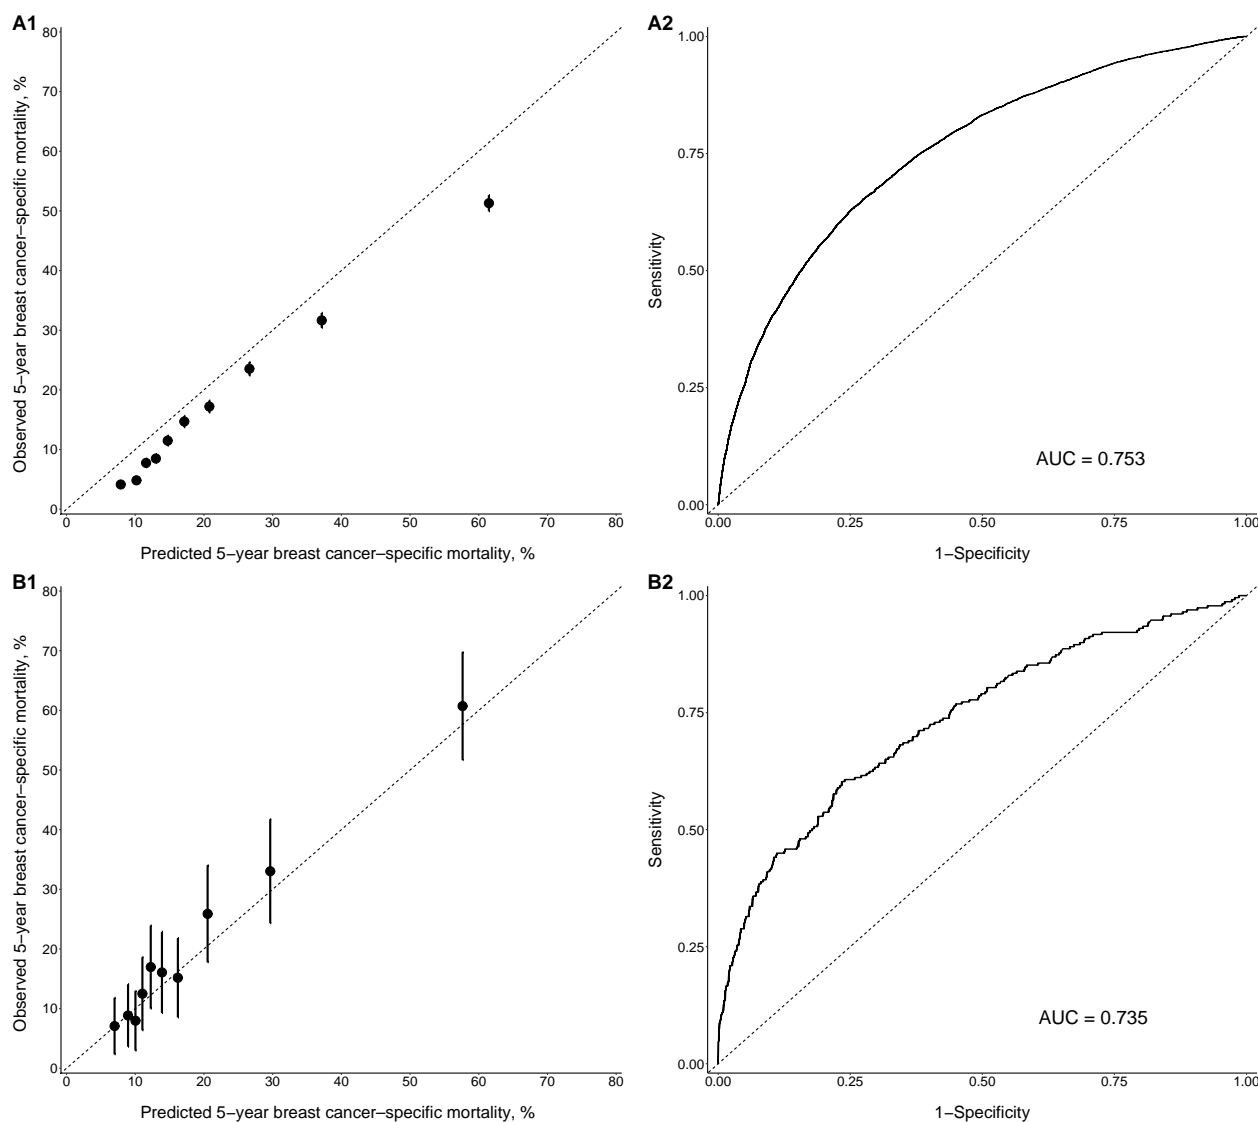 A1
80
70
60
50
40
30
20
10
0
Observed 5−year breast cancer−specific mortality, %
0 10 20 30 40 50 60 70 80
Predicted 5−year breast cancer−specific mortality, %
A2
1.00
0.75
0.50
0.25
0.00
Sensitivity
AUC = 0.753
0.00 0.25 0.50 0.75 1.00
1−Specificity
B1
80
70
60
50
40
30
20
10
0
Observed 5−year breast cancer−specific mortality, %
0 10 20 30 40 50 60 70 80
Predicted 5−year breast cancer−specific mortality, %
B2
1.00
0.75
0.50
0.25
0.00
Sensitivity
AUC = 0.735
0.00 0.25 0.50 0.75 1.00
1−Specificity